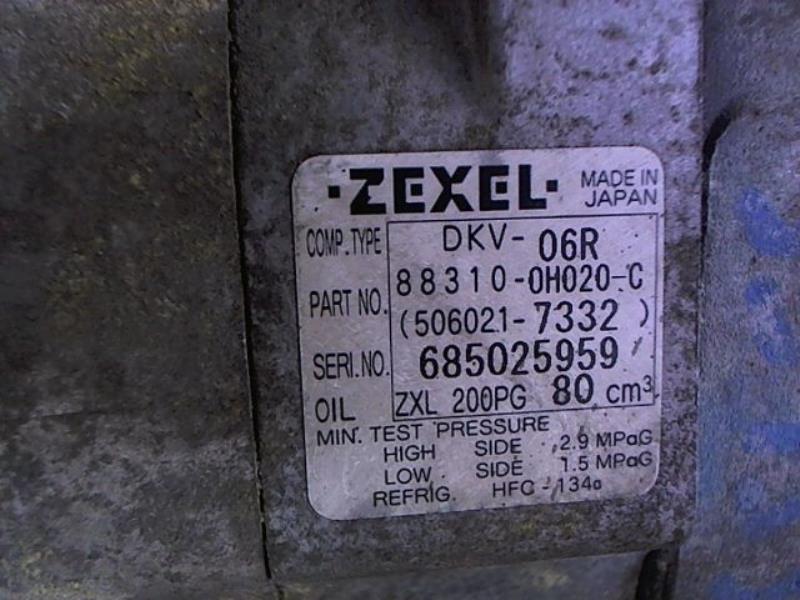 ·ZEXEL· MADE IN JAPAN
COMP. TYPE DKV- 06R
PART NO. 88310-0H020-C
(506021-7332)
SERI.NO. 685025959
OIL ZXL 200PG 80 cm³
MIN. TEST PRESSURE
HIGH SIDE 2.9 MPaG
LOW SIDE 1.5 MPaG
REFRIG. HFC-134a